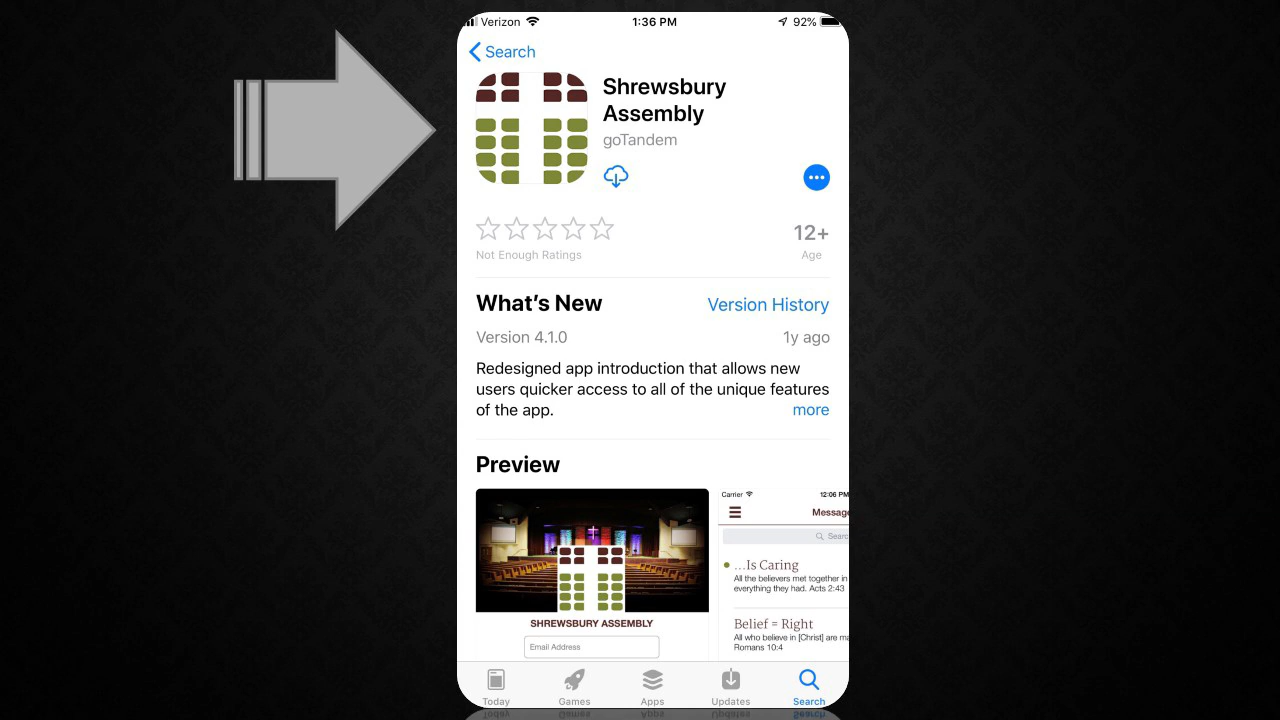 Verizon 1:36 PM 92%
Search
Shrewsbury
Assembly
goTandem
Not Enough Ratings
12+
Age
What's New Version History
Version 4.1.0 1y ago
Redesigned app introduction that allows new
users quicker access to all of the unique features
of the app. more
Preview
SHREWSBURY ASSEMBLY
Email Address
Carrier 12:06 PM
Message
Searc
...Is Caring
All the believers met together in
everything they had. Acts 2:43
Belief = Right
All who believe in [Christ] are ma
Romans 10:4
Today Games Apps Updates Search